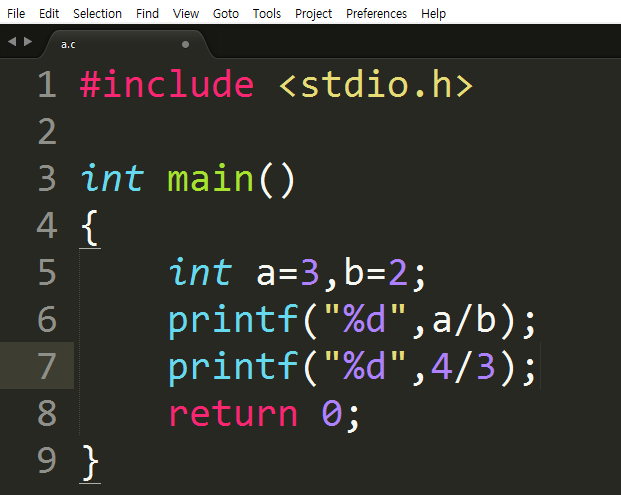 File Edit Selection Find View Goto Tools Project Preferences Help
a.c
1 #include <stdio.h>
2
3 int main()
4 {
5     int a=3,b=2;
6     printf("%d",a/b);
7     printf("%d",4/3);
8     return 0;
9 }